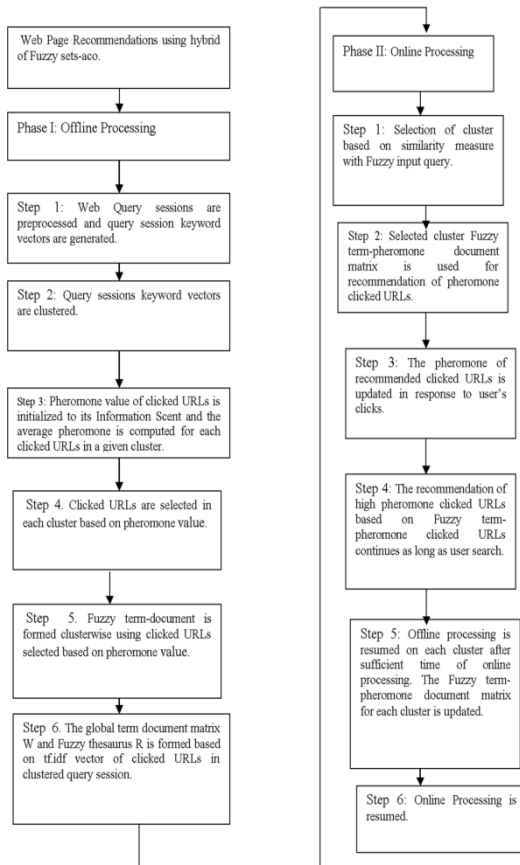 Web Page Recommendations using hybrid
of Fuzzy sets-aco.
Phase I: Offline Processing
Step 1: Web Query sessions are
preprocessed and query session keyword
vectors are generated.
Step 2: Query sessions keyword vectors
are clustered.
Step 3: Pheromone value of clicked URLs is
initialized to its Information Scent and the
average pheromone is computed for each
clicked URLs in a given cluster.
Step 4. Clicked URLs are selected in
each cluster based on pheromone value.
Step 5. Fuzzy term-document is
formed clusterwise using clicked URLs
selected based on pheromone value.
Step 6. The global term document matrix
W and Fuzzy thesaurus R is formed based
on tf.idf vector of clicked URLs in
clustered query session.
Phase II: Online Processing
Step 1: Selection of cluster
based on similarity measure
with Fuzzy input query.
Step 2: Selected cluster Fuzzy
term-pheromone document
matrix is used for
recommendation of pheromone
clicked URLs.
Step 3: The pheromone of
recommended clicked URLs is
updated in response to user's
clicks.
Step 4: The recommendation of
high pheromone clicked URLs
based on Fuzzy term-
pheromone clicked URLs
continues as long as user search.
Step 5: Offline processing is
resumed on each cluster after
sufficient time of online
processing. The Fuzzy term-
pheromone document matrix
for each cluster is updated.
Step 6: Online Processing is
resumed.